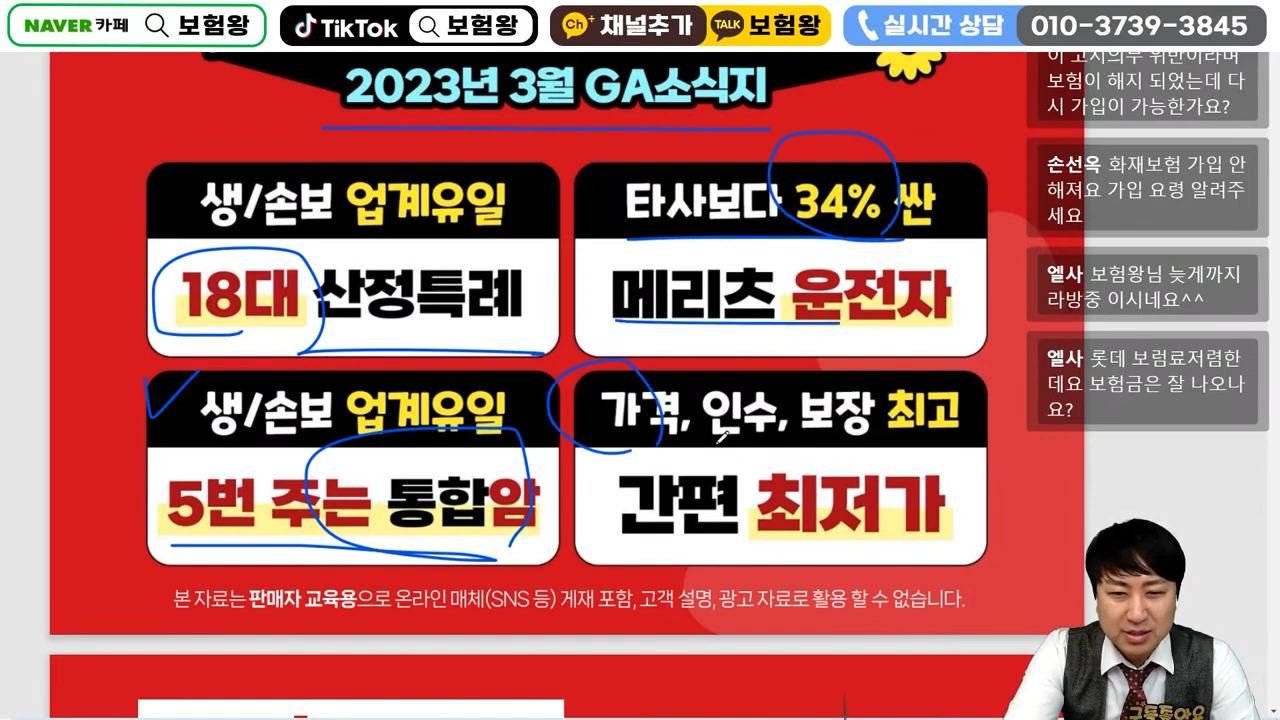 NAVER 카페 보험왕
TikTok 보험왕
Ch+ 채널추가 TALK 보험왕
실시간 상담 010-3739-3845
2023년 3월 GA소식지
생/손보 업계유일
18대 산정특례
타사보다 34% 싼
메리츠 운전자
생/손보 업계유일
5번 주는 통합암
가격, 인수, 보장 최고
간편 최저가
본 자료는 판매자 교육용으로 온라인 매체(SNS 등) 게재 포함, 고객 설명, 광고 자료로 활용 할 수 없습니다.
이 고지의무 위반이라며
보험이 해지 되었는데 다
시 가입이 가능한가요?
손선옥 화재보험 가입 안
해져요 가입 요령 알려주
세요
엘사 보험왕님 늦게까지
라방중 이시네요^^
엘사 롯데 보험료저렴한
데요 보험금은 잘 나오나
요?